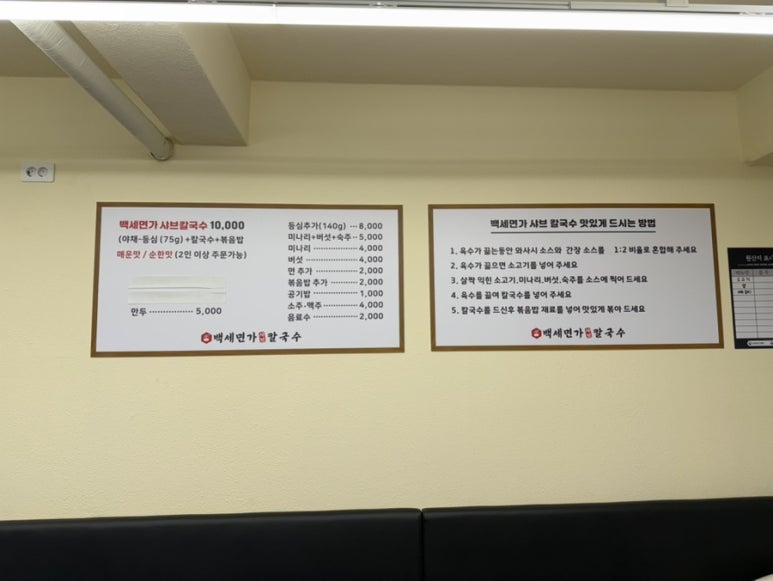 백세면가 샤브칼국수 10,000
(야채~등심 (75g)+칼국수+볶음밥
매운맛 / 순한맛 (2인 이상 주문가능)
만두 ·················· 5,000
등심추가(140g) ··· 8,000
미나리+버섯+숙주·· 5,000
미나리 ················ 4,000
버섯 ··················· 4,000
면 추가 ··············· 2,000
볶음밥 추가 ········ 2,000
공기밥 ················ 1,000
소주·맥주 ··········· 4,000
음료수 ················ 2,000
백세면가 칼국수
백세면가 샤브 칼국수 맛있게 드시는 방법
1. 육수가 끓는동안 와사시 소스와 간장 소스를 1:2 비율로 혼합해 주세요
2. 육수가 끓으면 소고기를 넣어 주세요
3. 살짝 익힌 소고기,미나리,버섯,숙주를 소스에 찍어 드세요
4. 육수를 끓여 칼국수를 넣어 주세요
5. 칼국수를 드신후 볶음밥 재료를 넣어 맛있게 볶아 드세요
백세면가 칼국수
원산지 표시